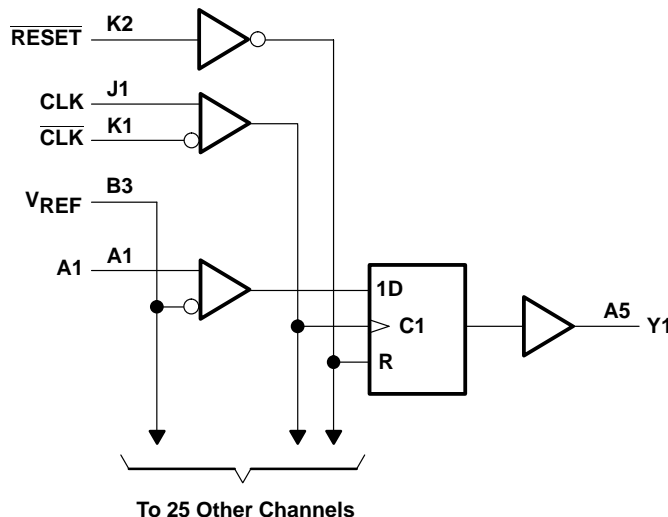 RESET K2
CLK J1
CLK K1
VREF B3
A1 A1
1D
C1
R
A5 Y1
To 25 Other Channels